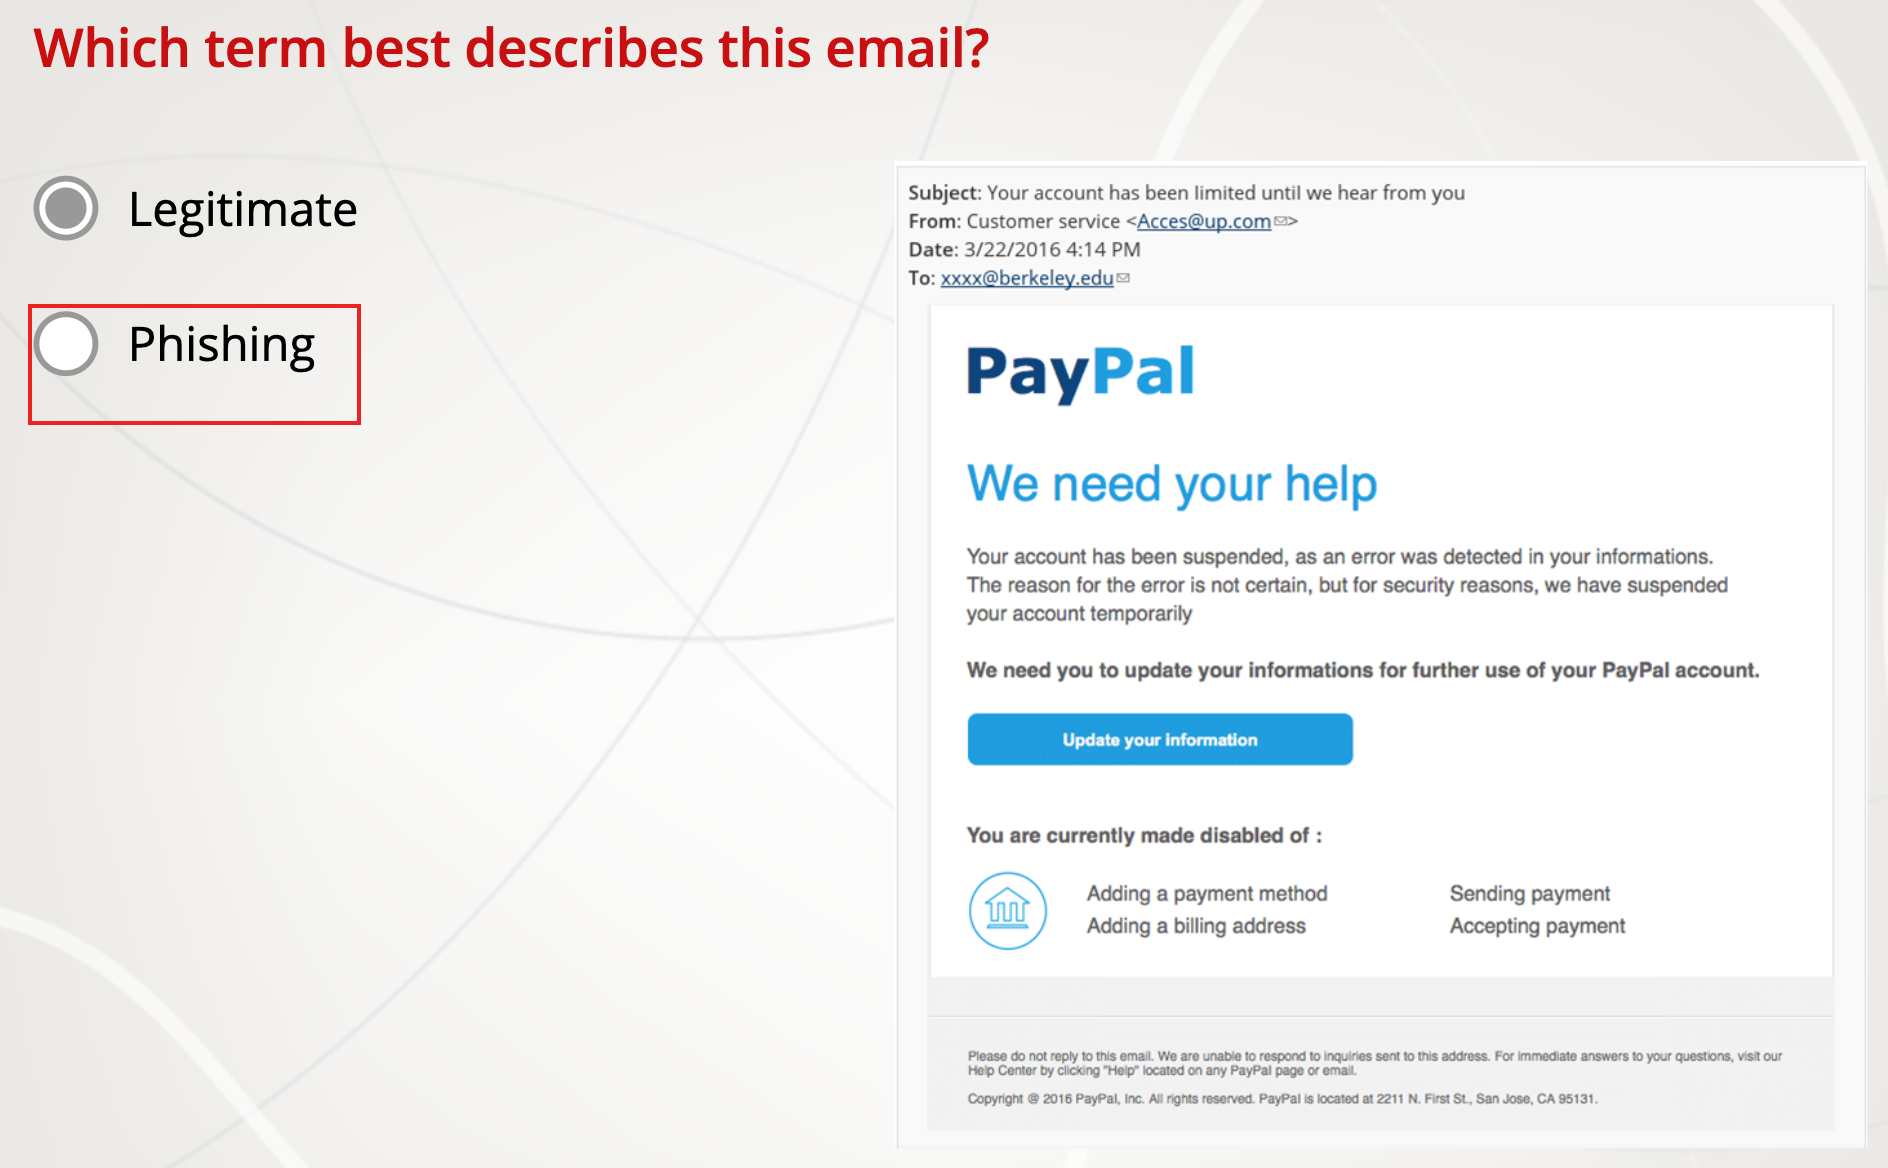 Which term best describes this email?
Legitimate
Phishing
Subject: Your account has been limited until we hear from you
From: Customer service <Acces@up.com>
Date: 3/22/2016 4:14 PM
To: xxxx@berkeley.edu
PayPal
We need your help
Your account has been suspended, as an error was detected in your informations.
The reason for the error is not certain, but for security reasons, we have suspended
your account temporarily
We need you to update your informations for further use of your PayPal account.
Update your information
You are currently made disabled of :
Adding a payment method Sending payment
Adding a billing address Accepting payment
Please do not reply to this email. We are unable to respond to inquiries sent to this address. For immediate answers to your questions, visit our
Help Center by clicking "Help" located on any PayPal page or email.
Copyright @ 2016 PayPal, Inc. All rights reserved. PayPal is located at 2211 N. First St., San Jose, CA 95131.